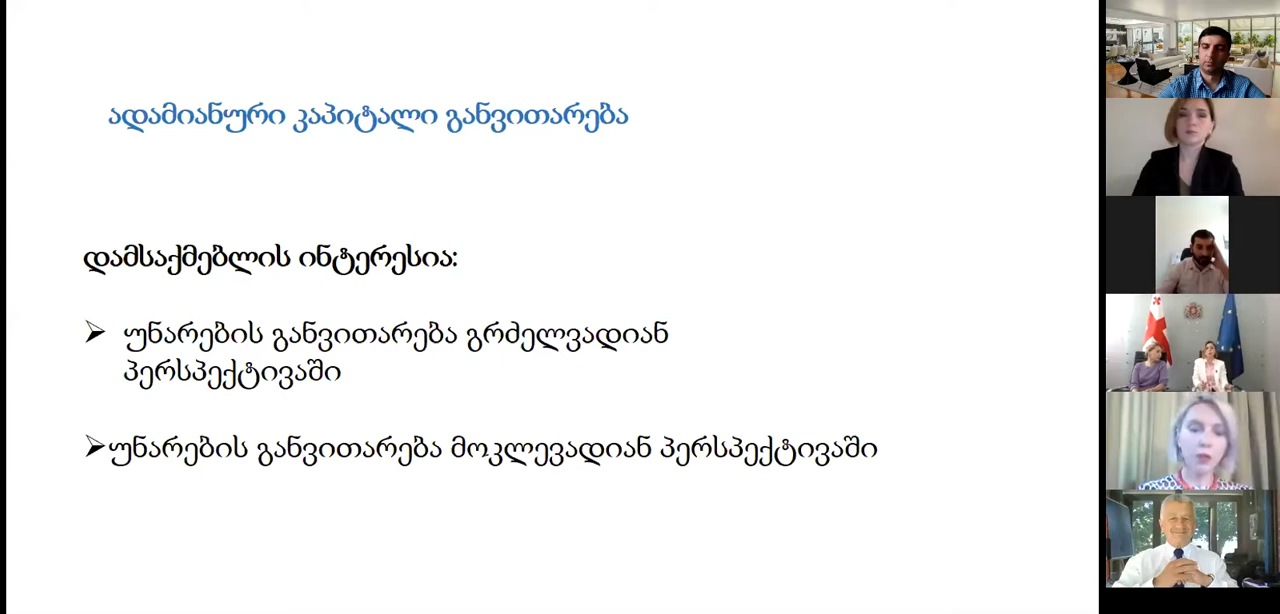 ადამიანური კაპიტალი განვითარება
დამსაქმებლის ინტერესია:
➢ უნარების განვითარება გრძელვადიან
პერსპექტივაში
➢უნარების განვითარება მოკლევადიან პერსპექტივაში